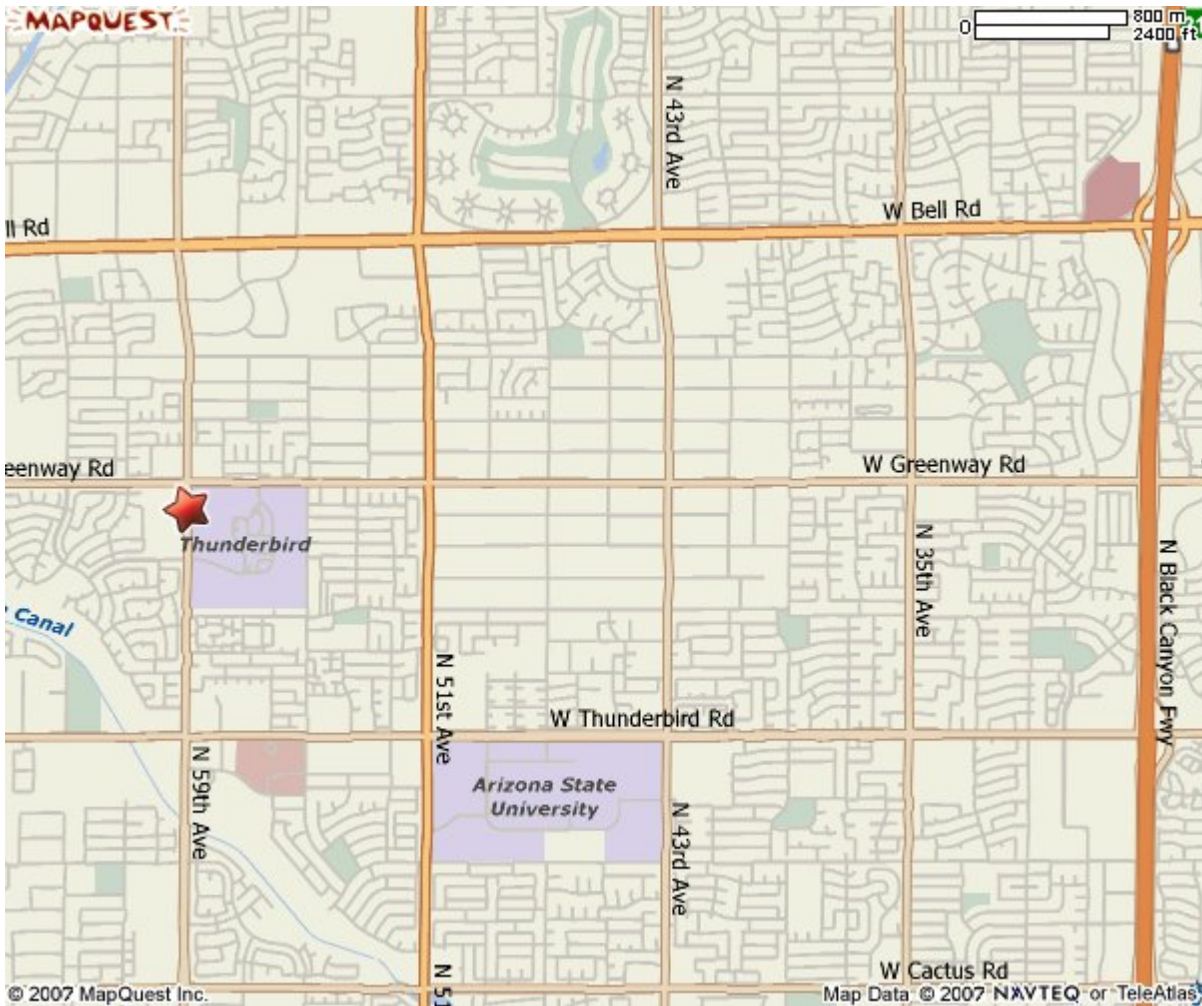 MAPQUEST
0
800 m
2400 ft
N 43rd Ave
W Bell Rd
ll Rd
eenway Rd
W Greenway Rd
Thunderbird
N 35th Ave
N Black Canyon Fwy
Canal
N 51st Ave
W Thunderbird Rd
N 59th Ave
Arizona State
University
N 43rd Ave
N 51
W Cactus Rd
© 2007 MapQuest Inc.
Map Data © 2007 NAVTEQ or TeleAtlas